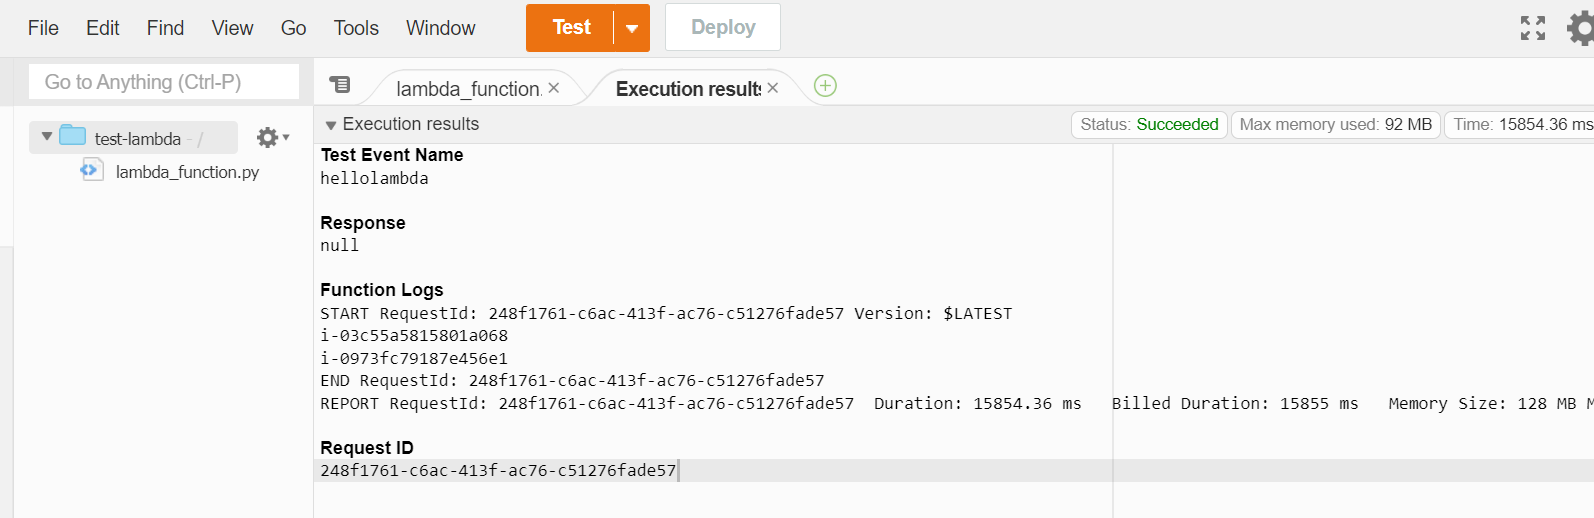 File Edit Find View Go Tools Window Test Deploy
Go to Anything (Ctrl-P)
lambda_function. Execution results
test-lambda - /
lambda_function.py
Execution results
Status: Succeeded Max memory used: 92 MB Time: 15854.36 ms
Test Event Name
hellolambda
Response
null
Function Logs
START RequestId: 248f1761-c6ac-413f-ac76-c51276fade57 Version: $LATEST
i-03c55a5815801a068
i-0973fc79187e456e1
END RequestId: 248f1761-c6ac-413f-ac76-c51276fade57
REPORT RequestId: 248f1761-c6ac-413f-ac76-c51276fade57 Duration: 15854.36 ms Billed Duration: 15855 ms Memory Size: 128 MB M
Request ID
248f1761-c6ac-413f-ac76-c51276fade57